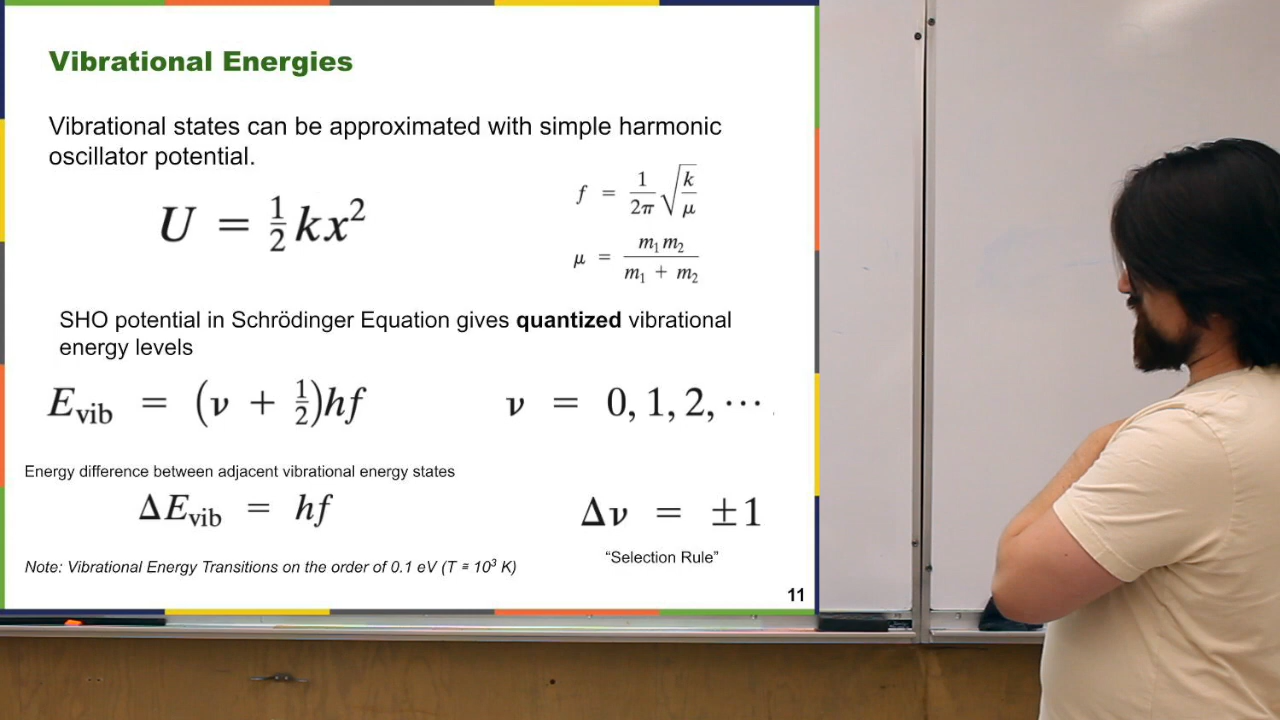 Vibrational Energies
Vibrational states can be approximated with simple harmonic
oscillator potential.
U = ½kx²
f = 1/2π √(k/μ)
μ = m₁m₂/(m₁ + m₂)
SHO potential in Schrödinger Equation gives quantized vibrational
energy levels
E_vib = (ν + ½)hf
ν = 0, 1, 2, ⋯
Energy difference between adjacent vibrational energy states
ΔE_vib = hf
Δν = ±1
“Selection Rule”
Note: Vibrational Energy Transitions on the order of 0.1 eV (T ≅ 10³ K)
11